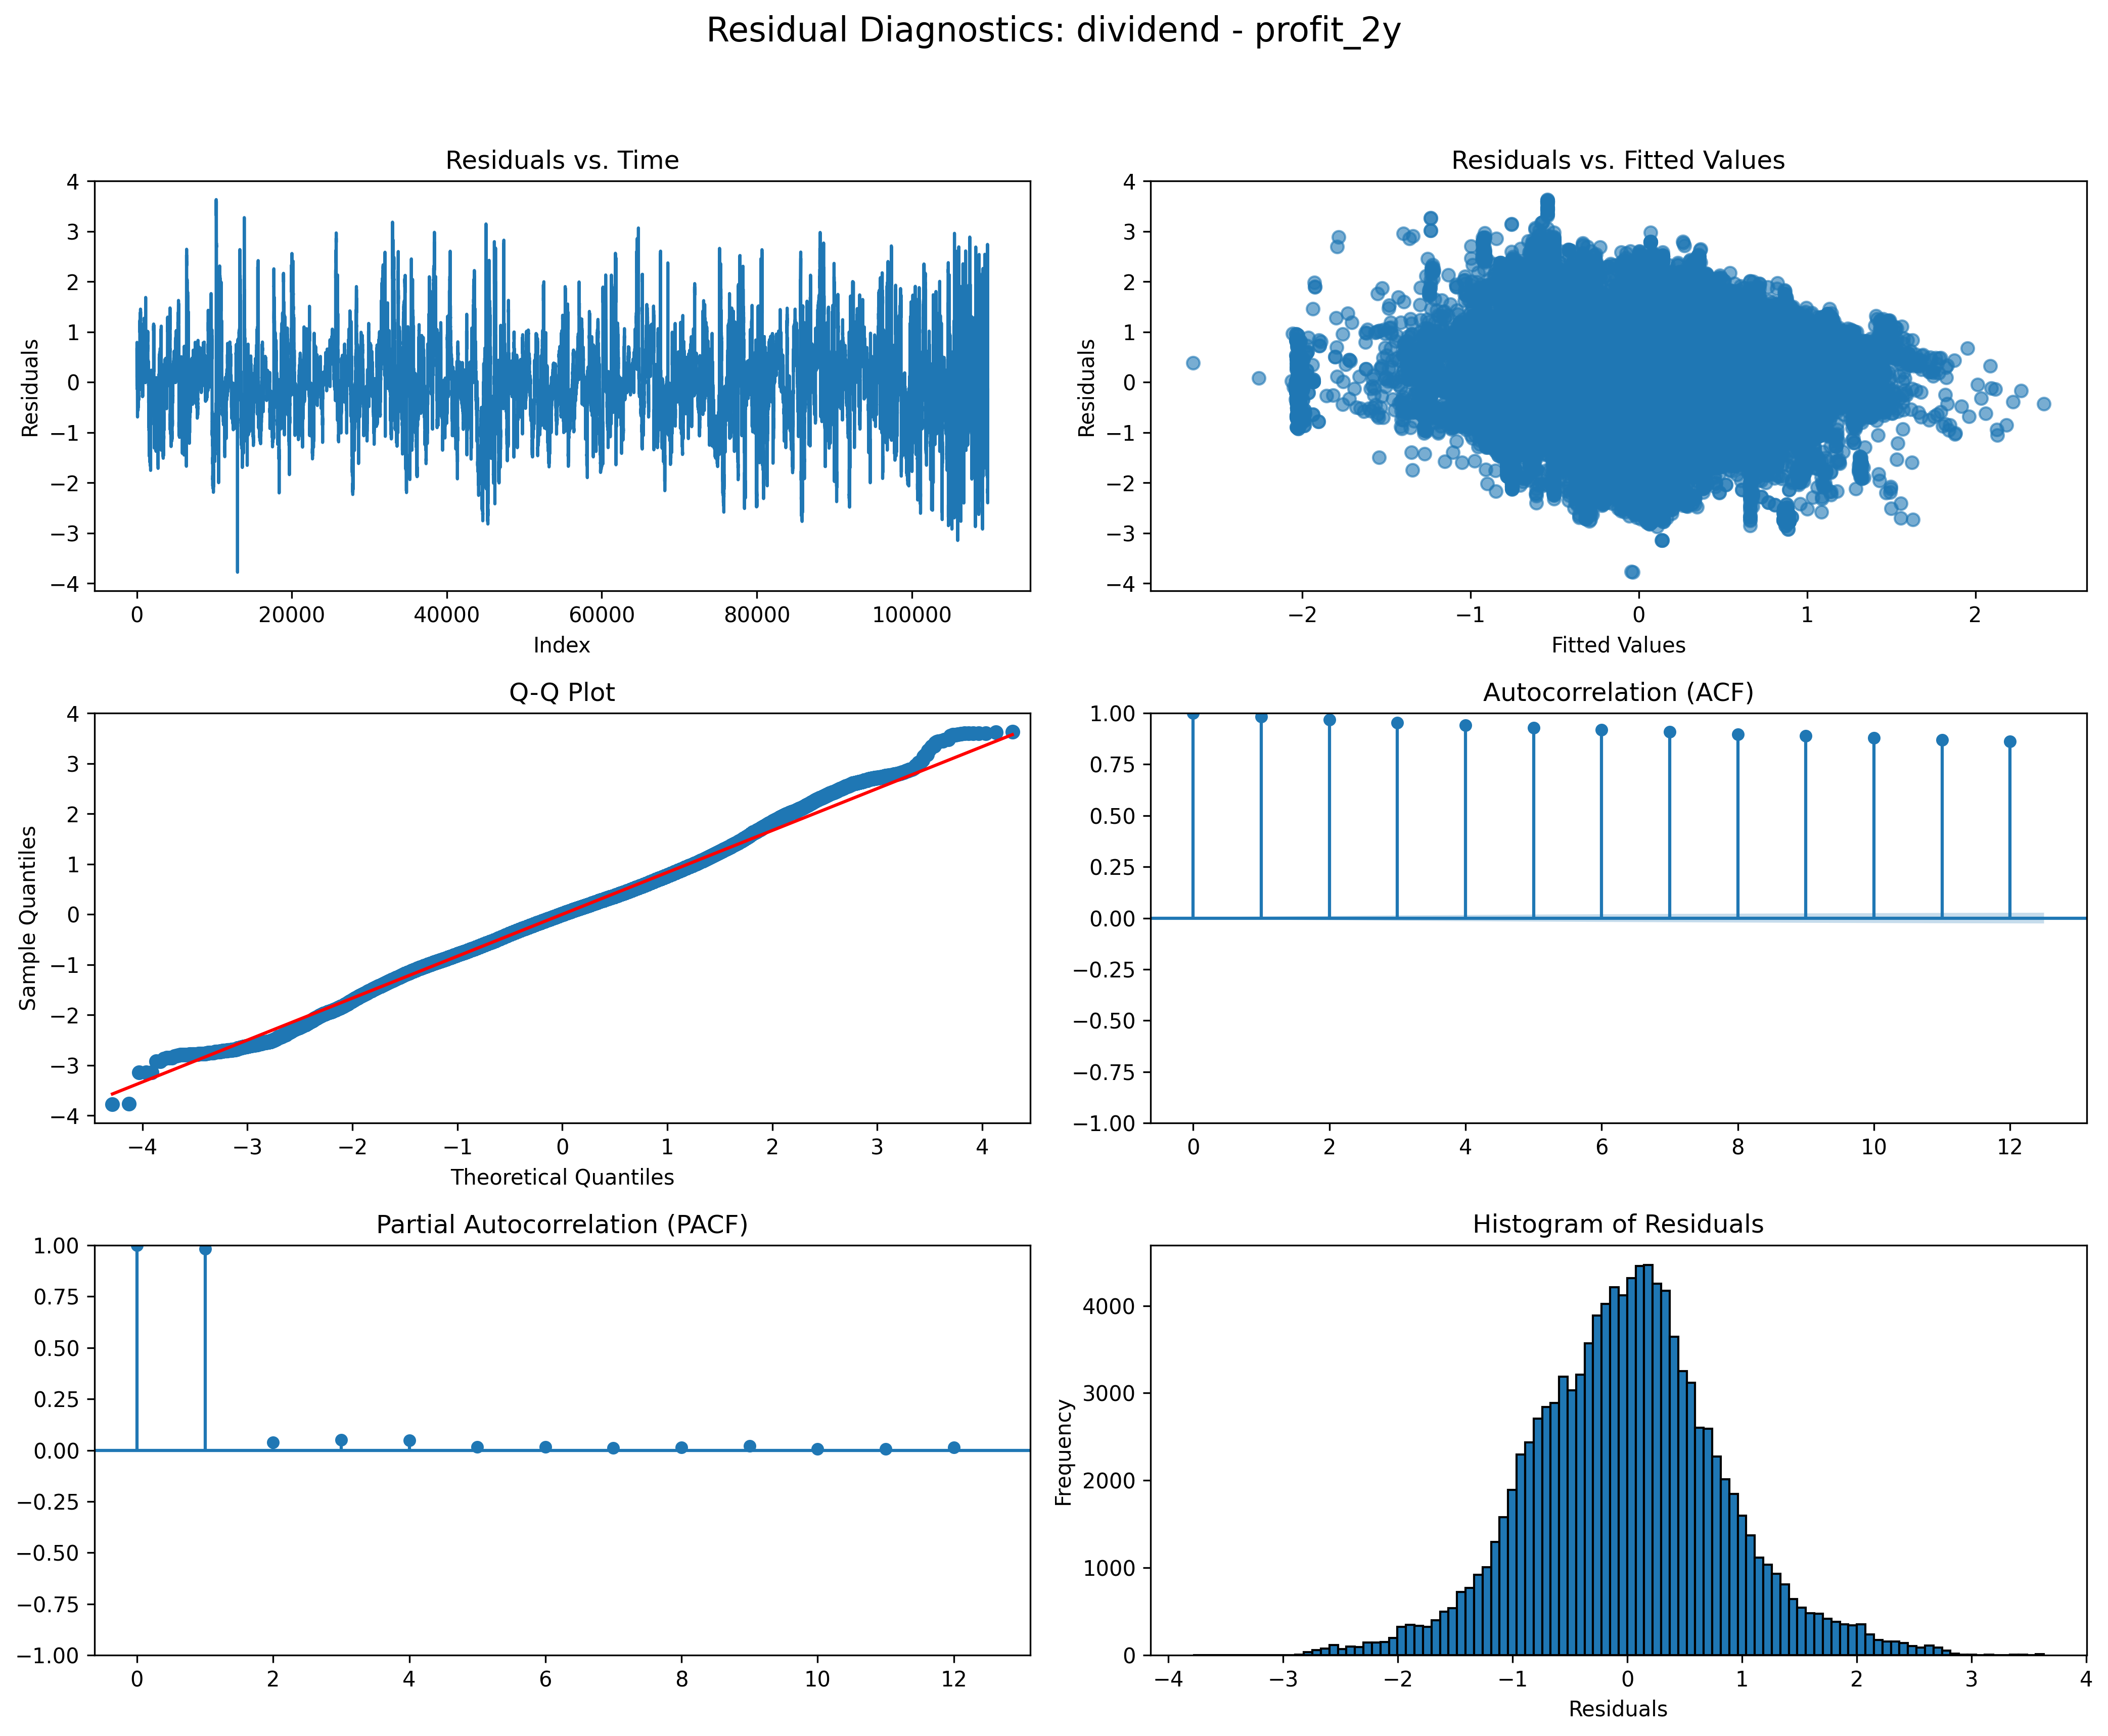 Residual Diagnostics: dividend - profit_2y
Residuals vs. Time
4
3
2
1
0
−1
−2
−3
−4
Residuals
0 20000 40000 60000 80000 100000
Index
Residuals vs. Fitted Values
4
3
2
1
0
−1
−2
−3
−4
Residuals
−2 −1 0 1 2
Fitted Values
Q-Q Plot
4
3
2
1
0
−1
−2
−3
−4
Sample Quantiles
−4 −3 −2 −1 0 1 2 3 4
Theoretical Quantiles
Autocorrelation (ACF)
1.00
0.75
0.50
0.25
0.00
−0.25
−0.50
−0.75
−1.00
0 2 4 6 8 10 12
Partial Autocorrelation (PACF)
1.00
0.75
0.50
0.25
0.00
−0.25
−0.50
−0.75
−1.00
0 2 4 6 8 10 12
Histogram of Residuals
4000
3000
2000
1000
0
Frequency
−4 −3 −2 −1 0 1 2 3 4
Residuals